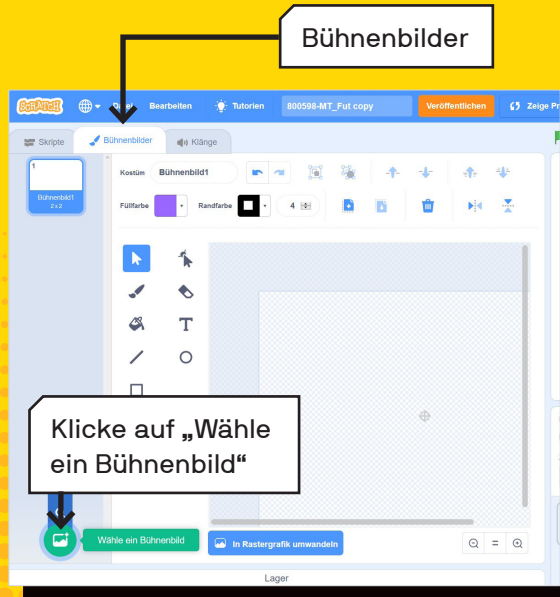 Bühnenbilder
SCRATCH Datei Bearbeiten Tutorien 800598-MT_Fut copy Veröffentlichen Zeige Pr
Skripte Bühnenbilder Klänge
1
Bühnenbild1
2 x 2
Kostüm Bühnenbild1
Füllfarbe Randfarbe 4
T
Klicke auf „Wähle
ein Bühnenbild“
Wähle ein Bühnenbild In Rastergrafik umwandeln =
Lager